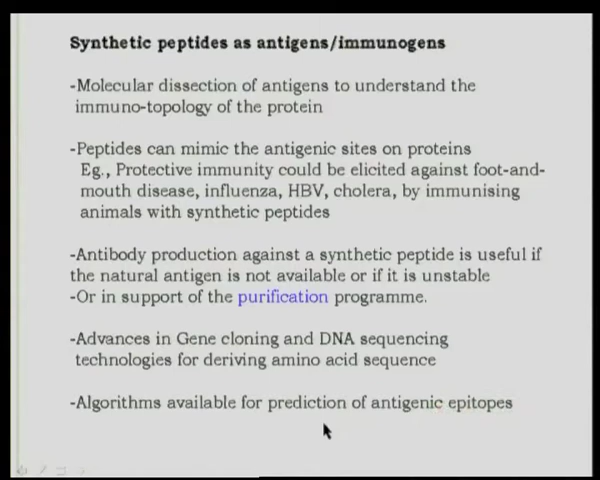 Synthetic peptides as antigens/immunogens
-Molecular dissection of antigens to understand the
immuno-topology of the protein
-Peptides can mimic the antigenic sites on proteins
Eg., Protective immunity could be elicited against foot-and-
mouth disease, influenza, HBV, cholera, by immunising
animals with synthetic peptides
-Antibody production against a synthetic peptide is useful if
the natural antigen is not available or if it is unstable
-Or in support of the purification programme.
-Advances in Gene cloning and DNA sequencing
technologies for deriving amino acid sequence
-Algorithms available for prediction of antigenic epitopes